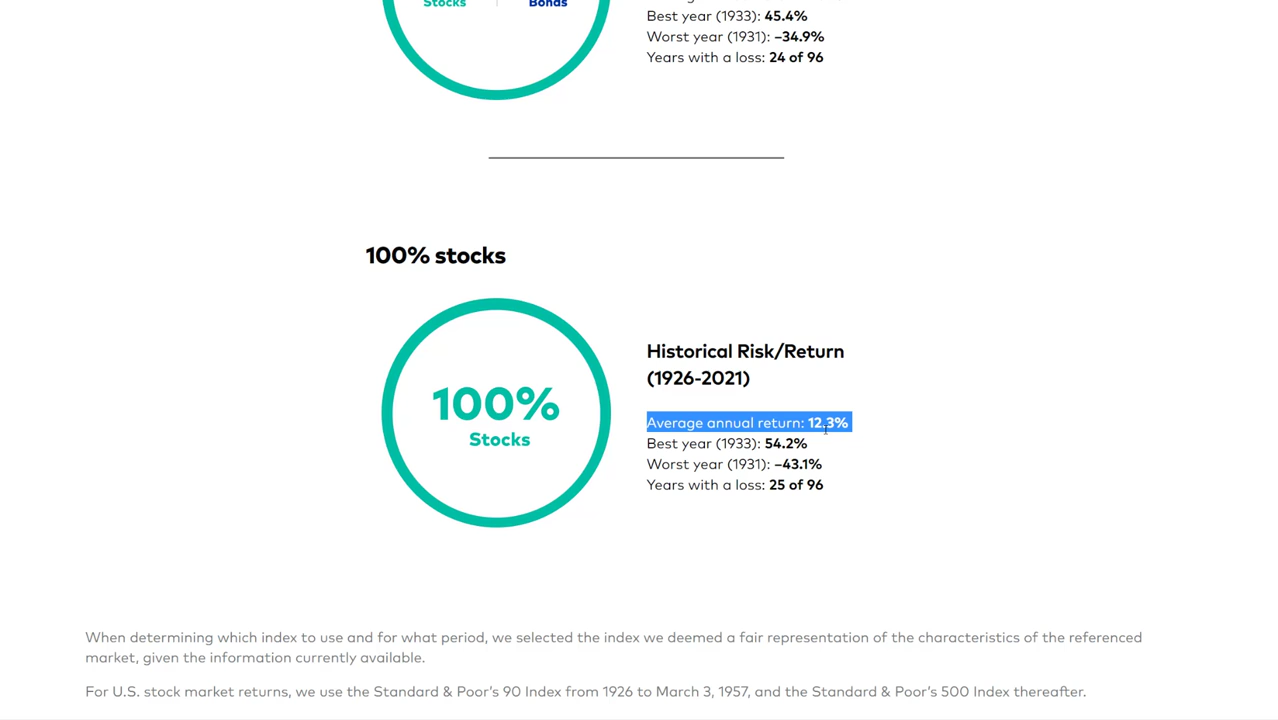 Stocks
Bonds
Best year (1933): 45.4%
Worst year (1931): –34.9%
Years with a loss: 24 of 96
100% stocks
100%
Stocks
Historical Risk/Return
(1926-2021)
Average annual return: 12.3%
Best year (1933): 54.2%
Worst year (1931): –43.1%
Years with a loss: 25 of 96
When determining which index to use and for what period, we selected the index we deemed a fair representation of the characteristics of the referenced
market, given the information currently available.
For U.S. stock market returns, we use the Standard & Poor's 90 Index from 1926 to March 3, 1957, and the Standard & Poor's 500 Index thereafter.